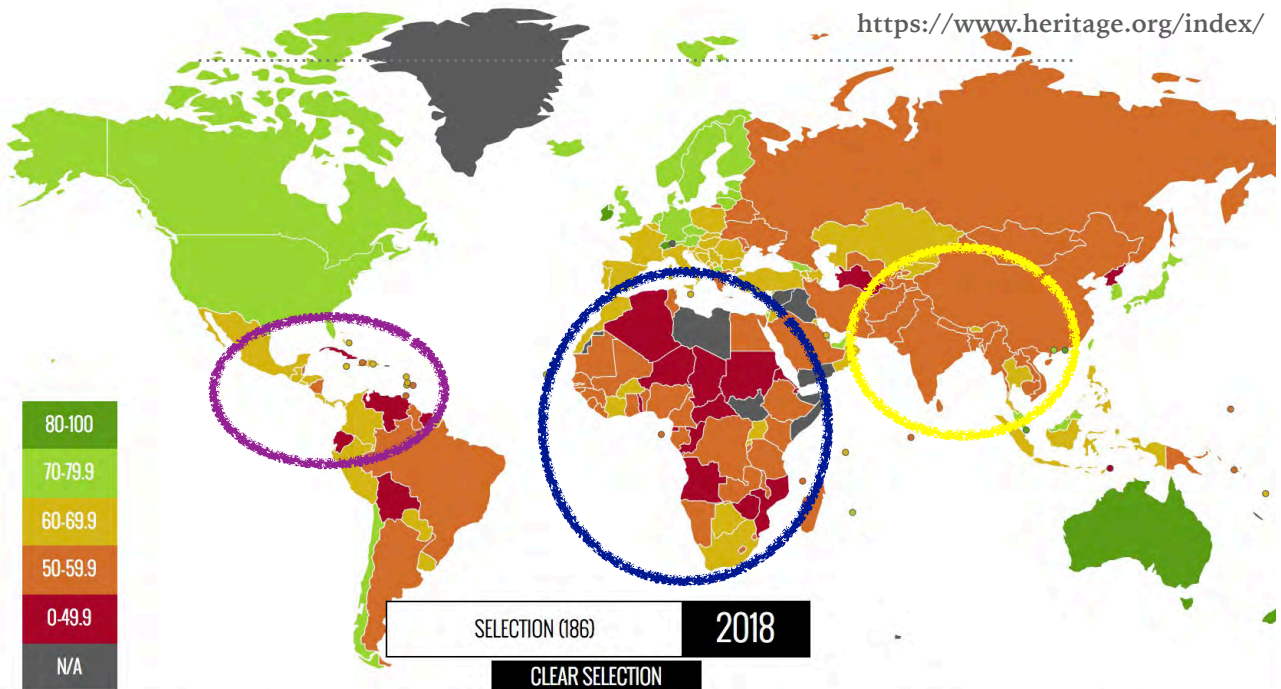 https://www.heritage.org/index/
80-100
70-79.9
60-69.9
50-59.9
0-49.9
N/A
SELECTION (186)
2018
CLEAR SELECTION